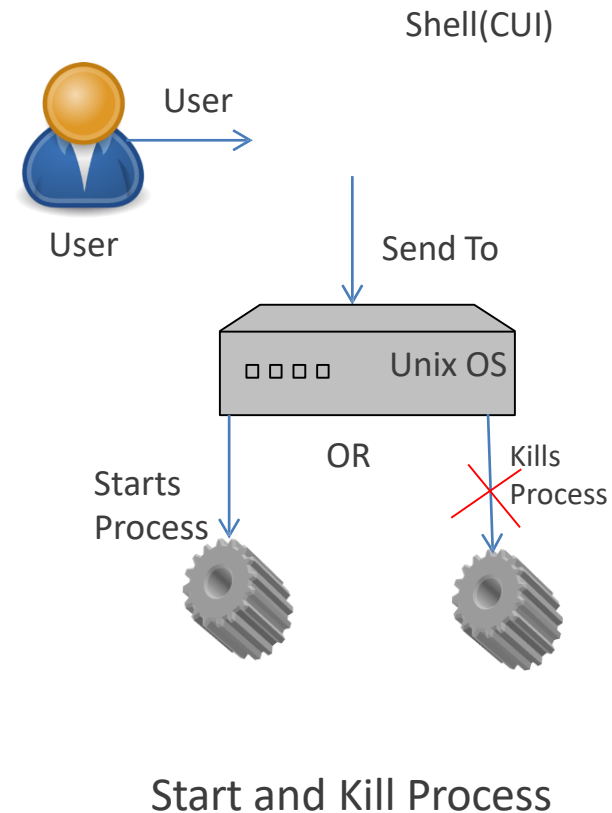 Shell(CUI)
User
User
Send To
Unix OS
OR
Starts
Process
Kills
Process
Start and Kill Process